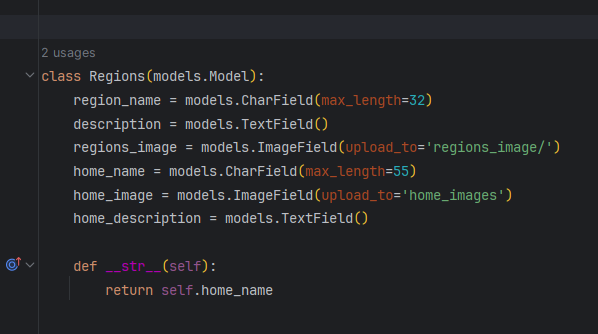 2 usages
class Regions(models.Model):
    region_name = models.CharField(max_length=32)
    description = models.TextField()
    regions_image = models.ImageField(upload_to='regions_image/')
    home_name = models.CharField(max_length=55)
    home_image = models.ImageField(upload_to='home_images')
    home_description = models.TextField()
    def __str__(self):
        return self.home_name